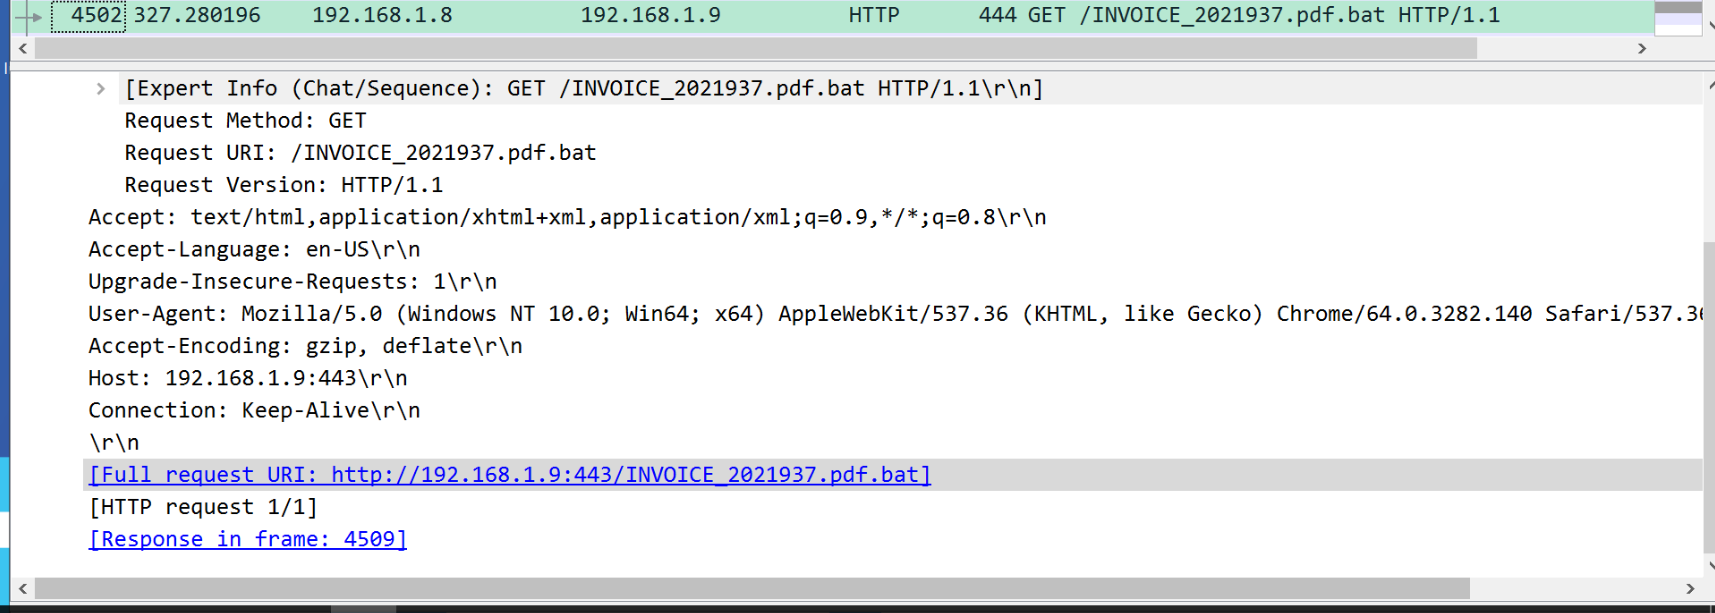 4502 327.280196 192.168.1.8 192.168.1.9 HTTP 444 GET /INVOICE_2021937.pdf.bat HTTP/1.1
[Expert Info (Chat/Sequence): GET /INVOICE_2021937.pdf.bat HTTP/1.1\r\n]
Request Method: GET
Request URI: /INVOICE_2021937.pdf.bat
Request Version: HTTP/1.1
Accept: text/html,application/xhtml+xml,application/xml;q=0.9,*/*;q=0.8\r\n
Accept-Language: en-US\r\n
Upgrade-Insecure-Requests: 1\r\n
User-Agent: Mozilla/5.0 (Windows NT 10.0; Win64; x64) AppleWebKit/537.36 (KHTML, like Gecko) Chrome/64.0.3282.140 Safari/537.36
Accept-Encoding: gzip, deflate\r\n
Host: 192.168.1.9:443\r\n
Connection: Keep-Alive\r\n
\r\n
[Full request URI: http://192.168.1.9:443/INVOICE_2021937.pdf.bat]
[HTTP request 1/1]
[Response in frame: 4509]